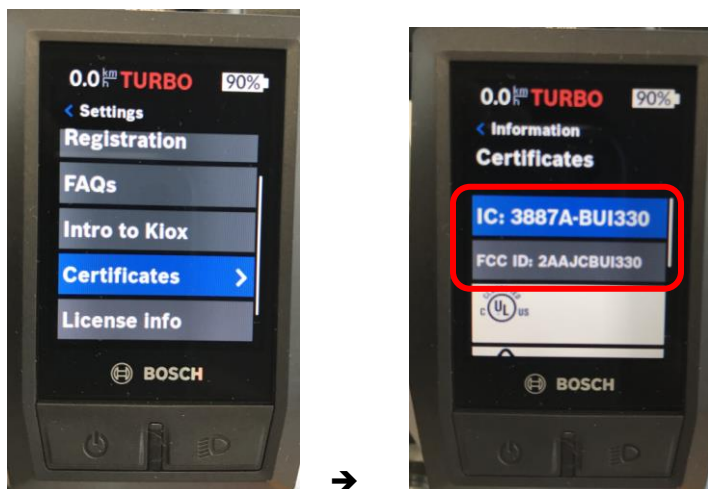 0.0 km/h TURBO 90%
< Settings
Registration
FAQs
Intro to Kiox
Certificates >
License info
BOSCH
➔
0.0 km/h TURBO 90%
< Information
Certificates
IC: 3887A-BUI330
FCC ID: 2AAJCBUI330
C UL US
BOSCH